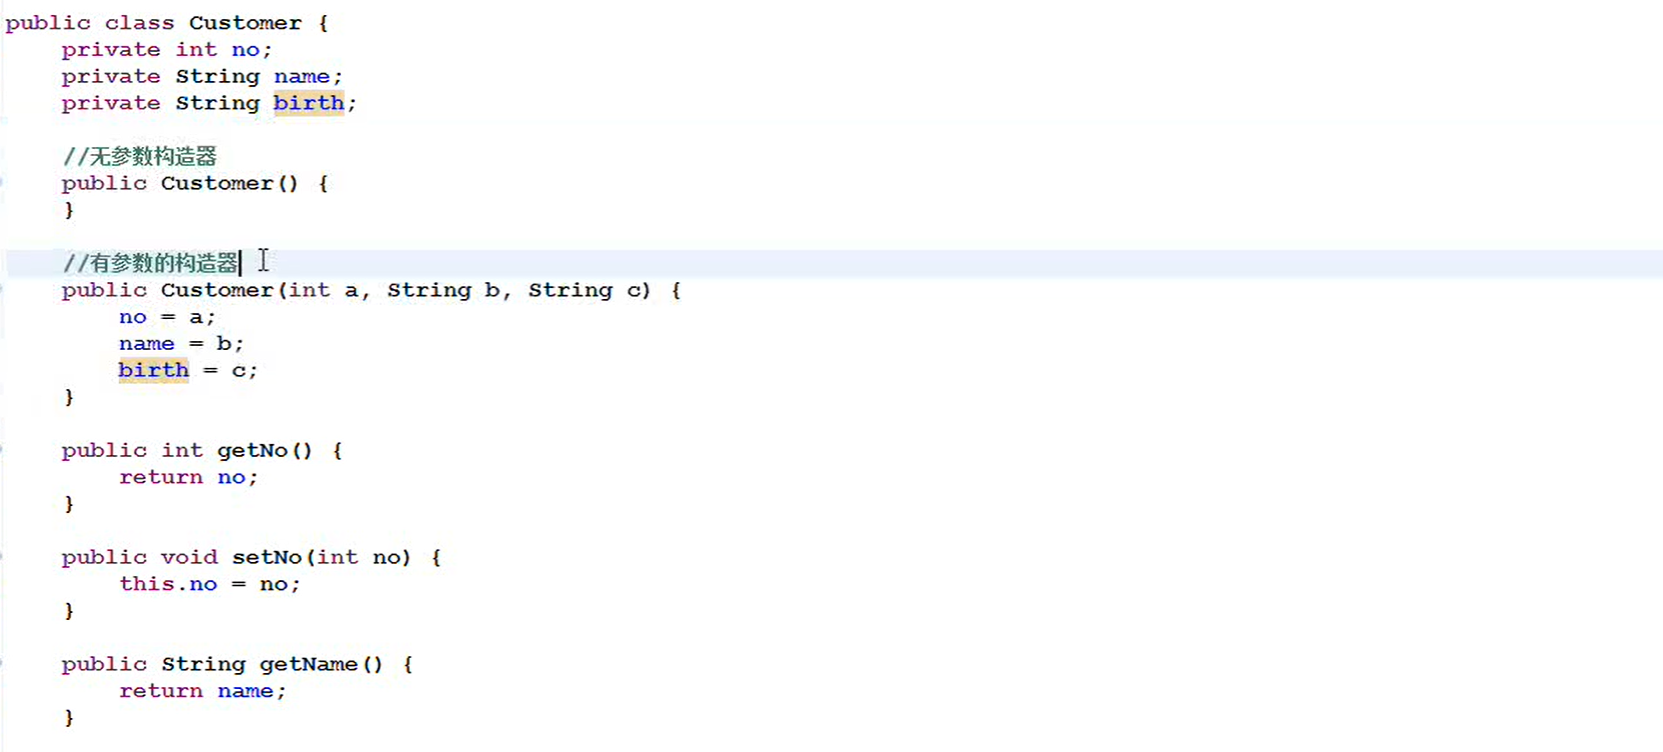 public class Customer {
private int no;
private String name;
private String birth;
//无参数构造器
public Customer() {
}
//有参数的构造器
public Customer(int a, String b, String c) {
no = a;
name = b;
birth = c;
}
public int getNo() {
return no;
}
public void setNo(int no) {
this.no = no;
}
public String getName() {
return name;
}